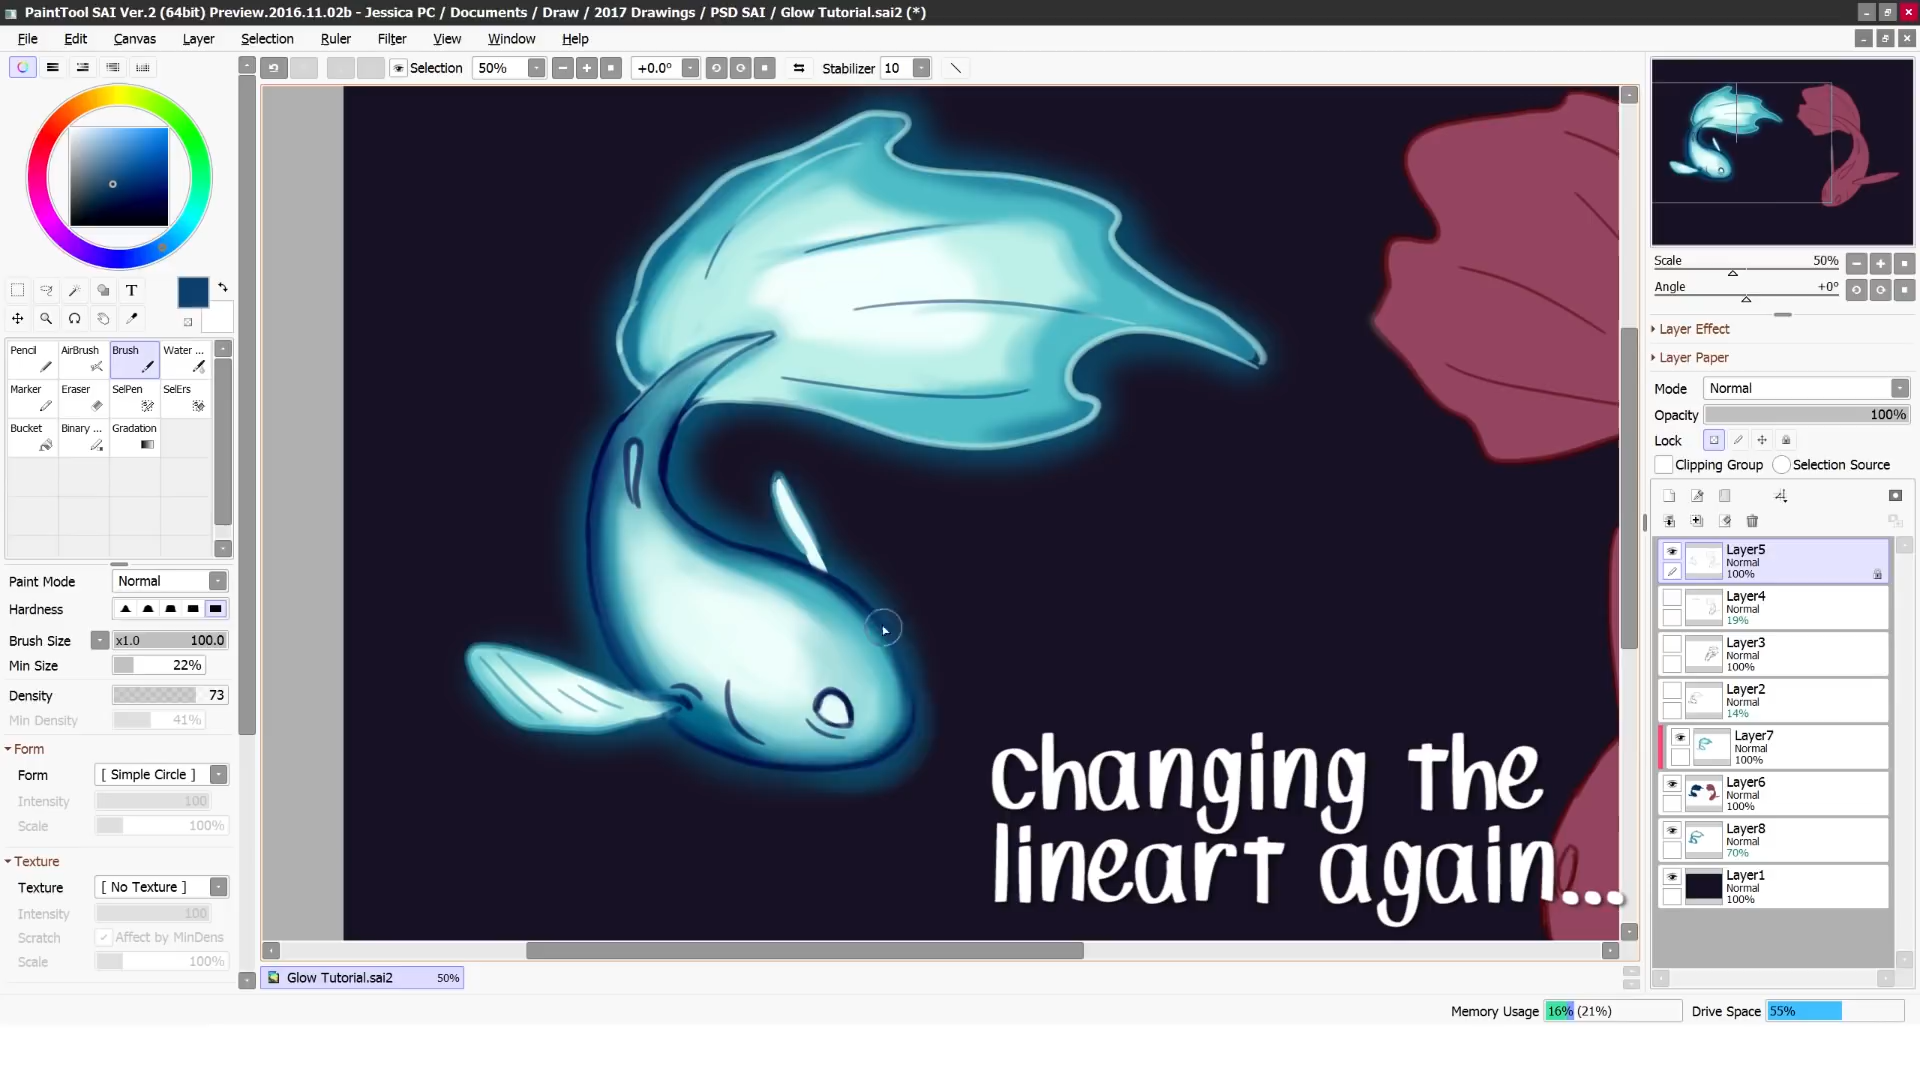 PaintTool SAI Ver.2 (64bit) Preview.2016.11.02b - Jessica PC / Documents / Draw / 2017 Drawings / PSD SAI / Glow Tutorial.sai2 (*)
File Edit Canvas Layer Selection Ruler Filter View Window Help
Selection 50% +0.0° Stabilizer 10
Scale 50%
Angle +0°
Layer Effect
Layer Paper
Mode Normal
Opacity 100%
Lock
Clipping Group Selection Source
T
Pencil AirBrush Brush Water ...
Marker Eraser SelPen SelErs
Bucket Binary ... Gradation
Paint Mode Normal
Hardness
Brush Size x1.0 100.0
Min Size 22%
Density 73
Min Density 41%
Form
Form [ Simple Circle ]
Intensity 100
Scale 100%
Texture
Texture [ No Texture ]
Intensity 100
Scratch Affect by MinDens
Scale 100%
Layer5
Normal
100%
Layer4
Normal
19%
Layer3
Normal
100%
Layer2
Normal
14%
Layer7
Normal
100%
Layer6
Normal
100%
Layer8
Normal
70%
Layer1
Normal
100%
changing the
lineart again...
Glow Tutorial.sai2 50%
Memory Usage 16% (21%) Drive Space 55%